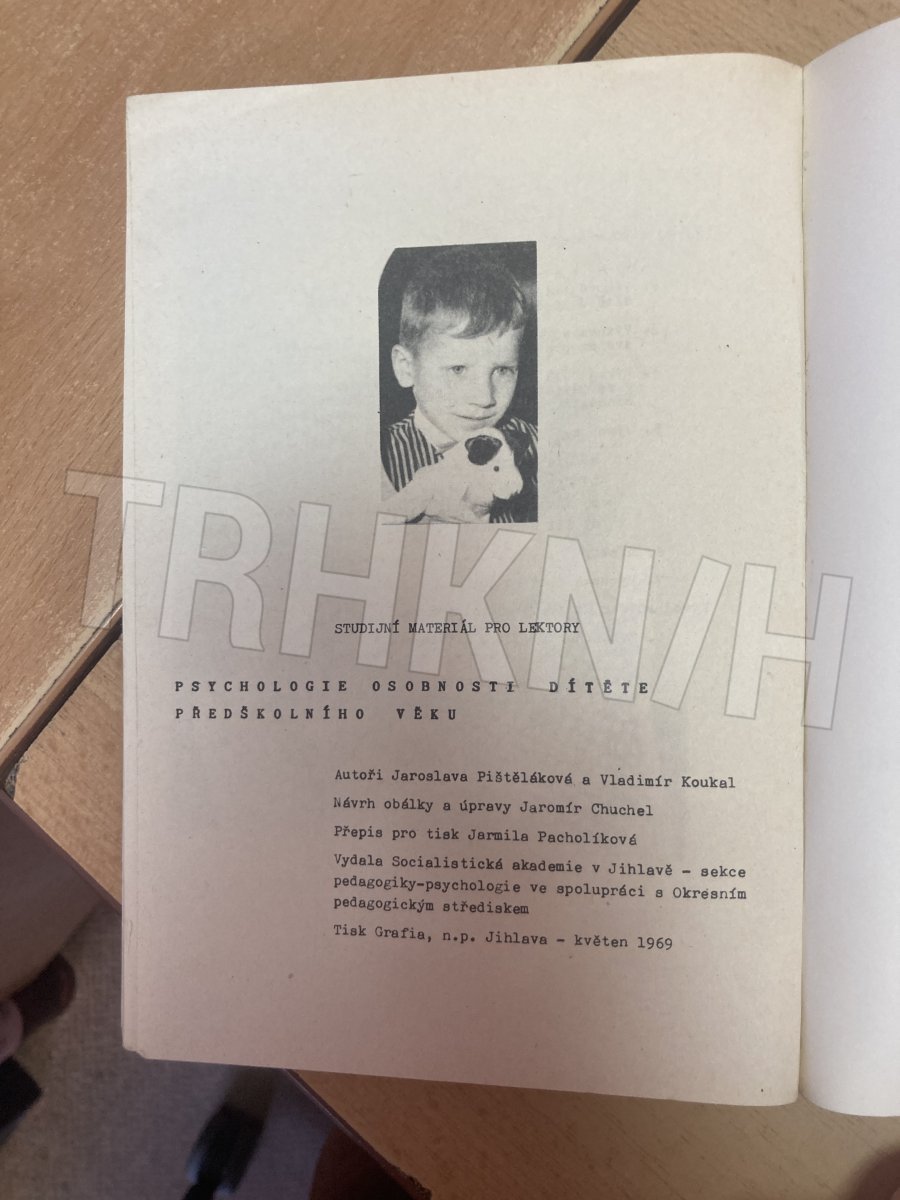 STUDIJNÍ MATERIÁL PRO LEKTORY
PSYCHOLOGIE OSOBNOSTI DÍTĚTE
PŘEDŠKOLNÍHO VĚKU
Autoři Jaroslava Pištěláková a Vladimír Koukal
Návrh obálky a úpravy Jaromír Chuchel
Přepis pro tisk Jarmila Pacholíková
Vydala Socialistická akademie v Jihlavě - sekce
pedagogiky-psychologie ve spolupráci s Okresním
pedagogickým střediskem
Tisk Grafia, n.p. Jihlava - květen 1969
TRHKN/H